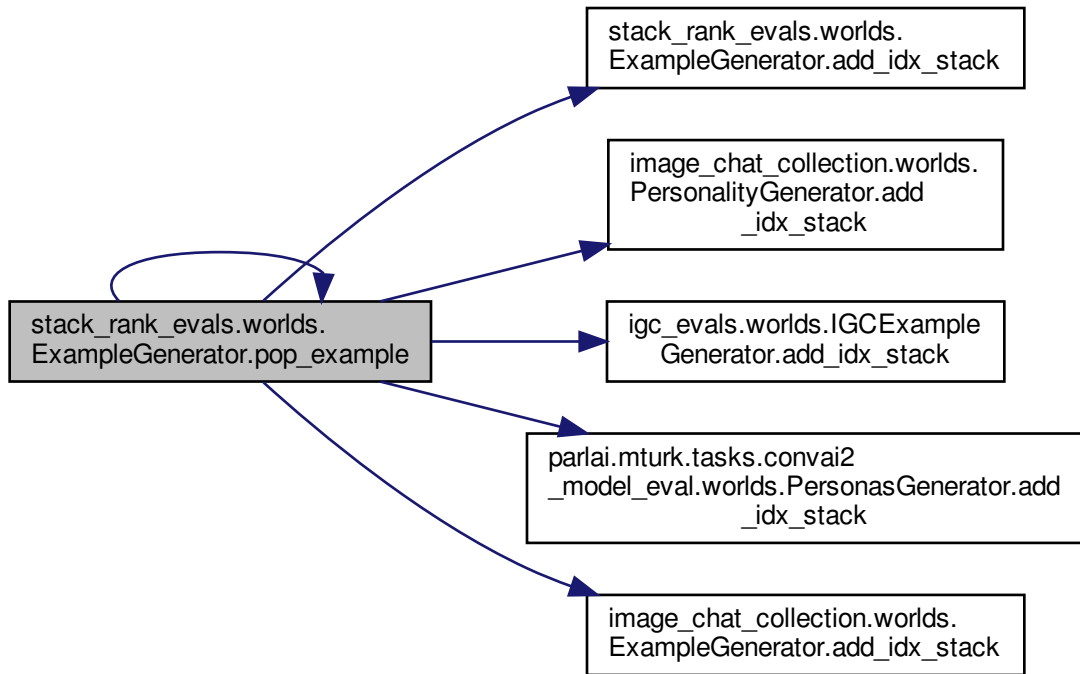 stack_rank_evals.worlds.
ExampleGenerator.add_idx_stack
image_chat_collection.worlds.
PersonalityGenerator.add
_idx_stack
stack_rank_evals.worlds.
ExampleGenerator.pop_example
igc_evals.worlds.IGCExample
Generator.add_idx_stack
parlai.mturk.tasks.convai2
_model_eval.worlds.PersonasGenerator.add
_idx_stack
image_chat_collection.worlds.
ExampleGenerator.add_idx_stack